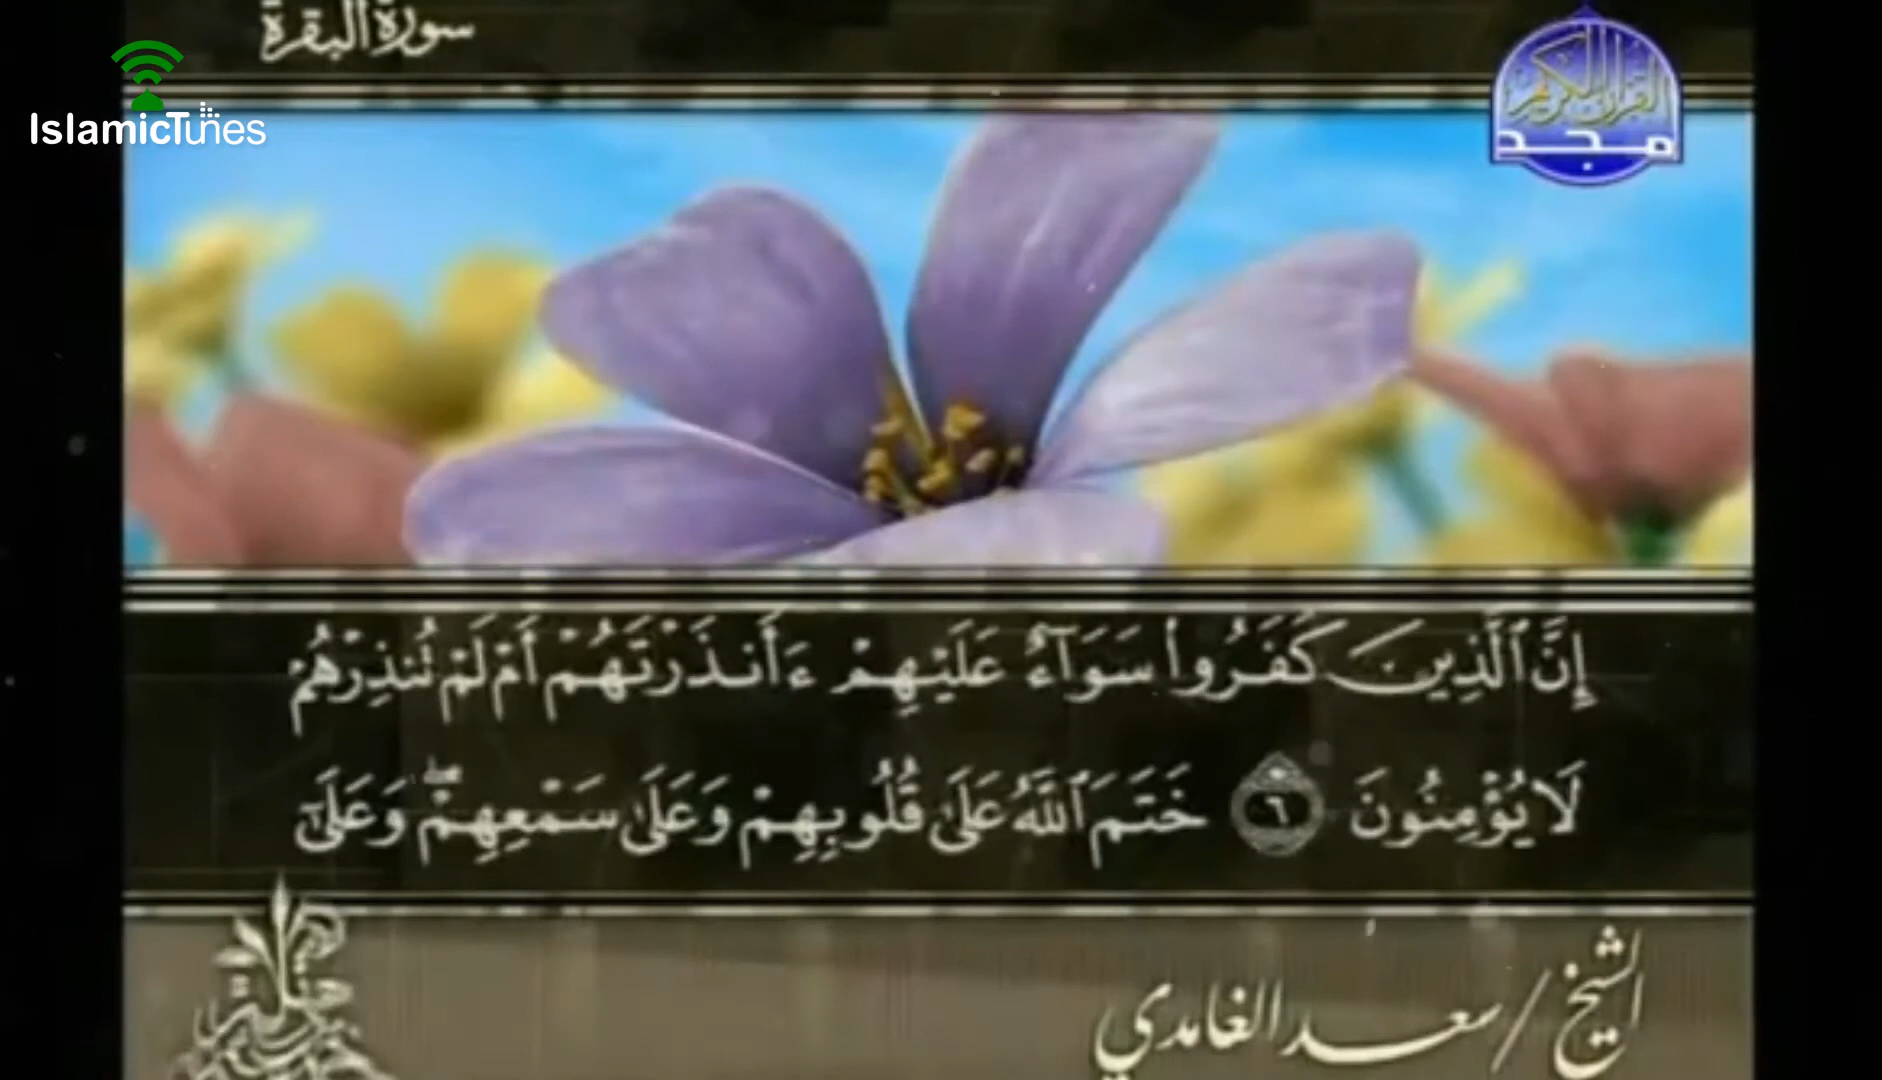 سورة البقرة
IslamicTunes
القرآن الكريم
مجد
إِنَّ ٱلَّذِينَ كَفَرُوا۟ سَوَآءٌ عَلَيْهِمْ ءَأَنذَرْتَهُمْ أَمْ لَمْ تُنذِرْهُمْ
لَا يُؤْمِنُونَ ٦ خَتَمَ ٱللَّهُ عَلَىٰ قُلُوبِهِمْ وَعَلَىٰ سَمْعِهِمْ ۖ وَعَلَىٰٓ
الشيخ / سعد الغامدي